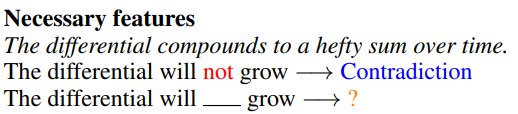 Necessary features
The differential compounds to a hefty sum over time.
The differential will not grow ⟶ Contradiction
The differential will ___ grow ⟶ ?